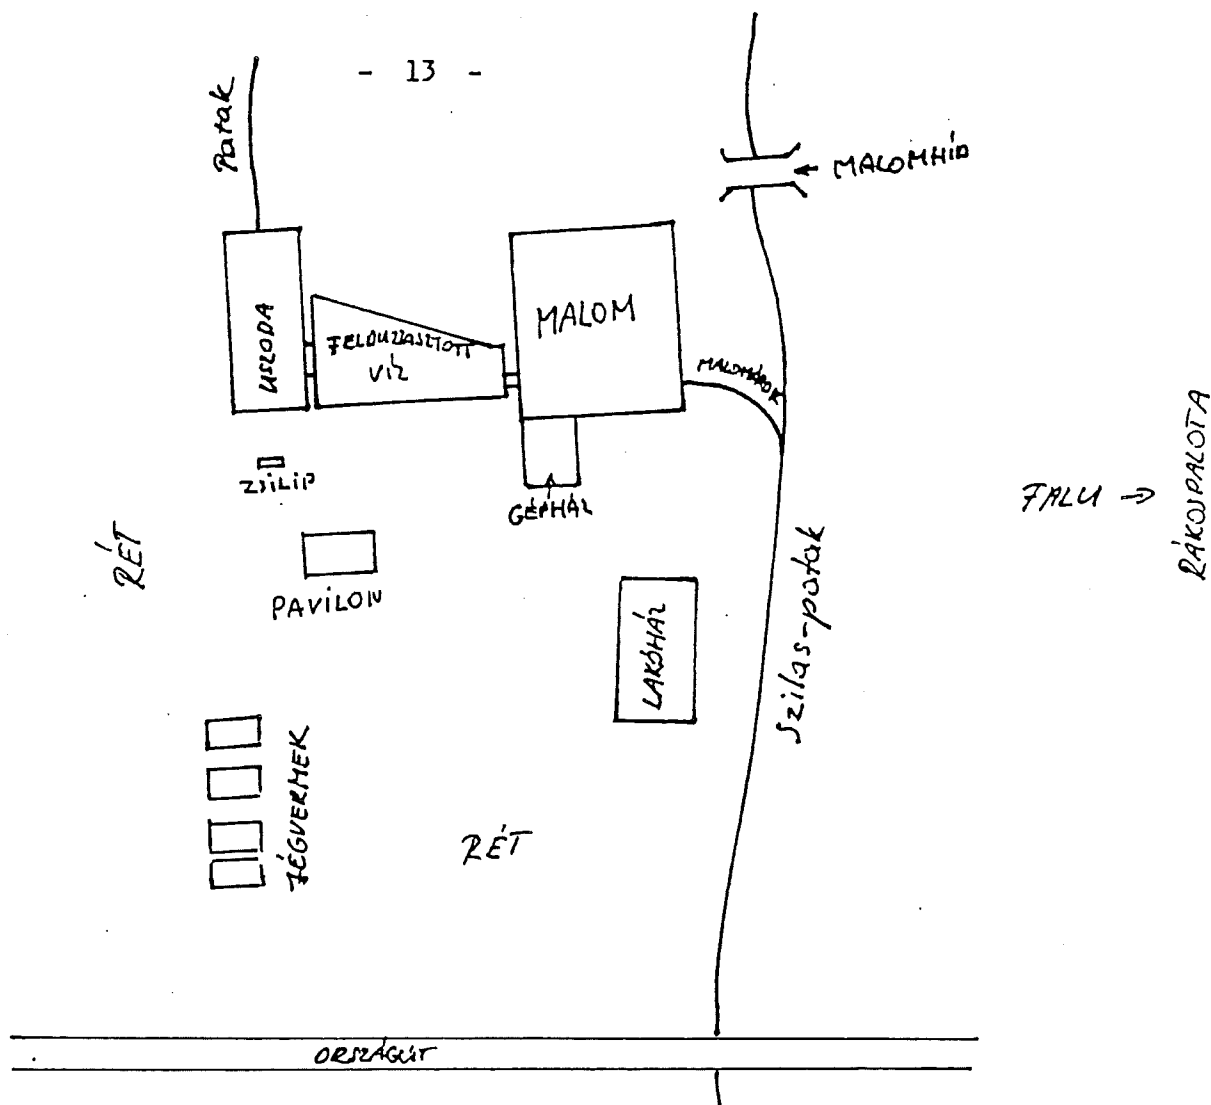 - 13 -
Patak
MALOMHÍD
USZODA
FELDUZZASZTOTT
VÍZ
MALOM
MALOMÁROK
ZSILIP
GÉPHÁZ
FALU →
RÁKOSPALOTA
RÉT
PAVILON
LAKÓHÁZ
Szilas-patak
JÉGVERMEK
RÉT
ORSZÁGÚT